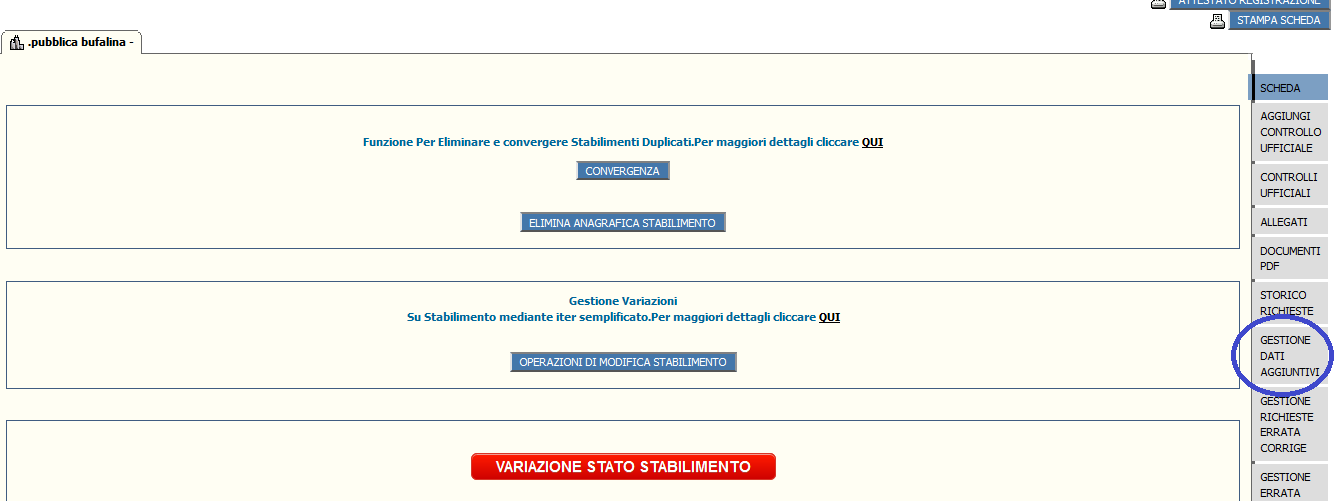 ATTESTATO REGISTRAZIONE
STAMPA SCHEDA
.pubblica bufalina -
Funzione Per Eliminare e convergere Stabilimenti Duplicati.Per maggiori dettagli cliccare QUI
CONVERGENZA
ELIMINA ANAGRAFICA STABILIMENTO
Gestione Variazioni
Su Stabilimento mediante iter semplificato.Per maggiori dettagli cliccare QUI
OPERAZIONI DI MODIFICA STABILIMENTO
VARIAZIONE STATO STABILIMENTO
SCHEDA
AGGIUNGI
CONTROLLO
UFFICIALE
CONTROLLI
UFFICIALI
ALLEGATI
DOCUMENTI
PDF
STORICO
RICHIESTE
GESTIONE
DATI
AGGIUNTIVI
GESTIONE
RICHIESTE
ERRATA
CORRIGE
GESTIONE
ERRATA